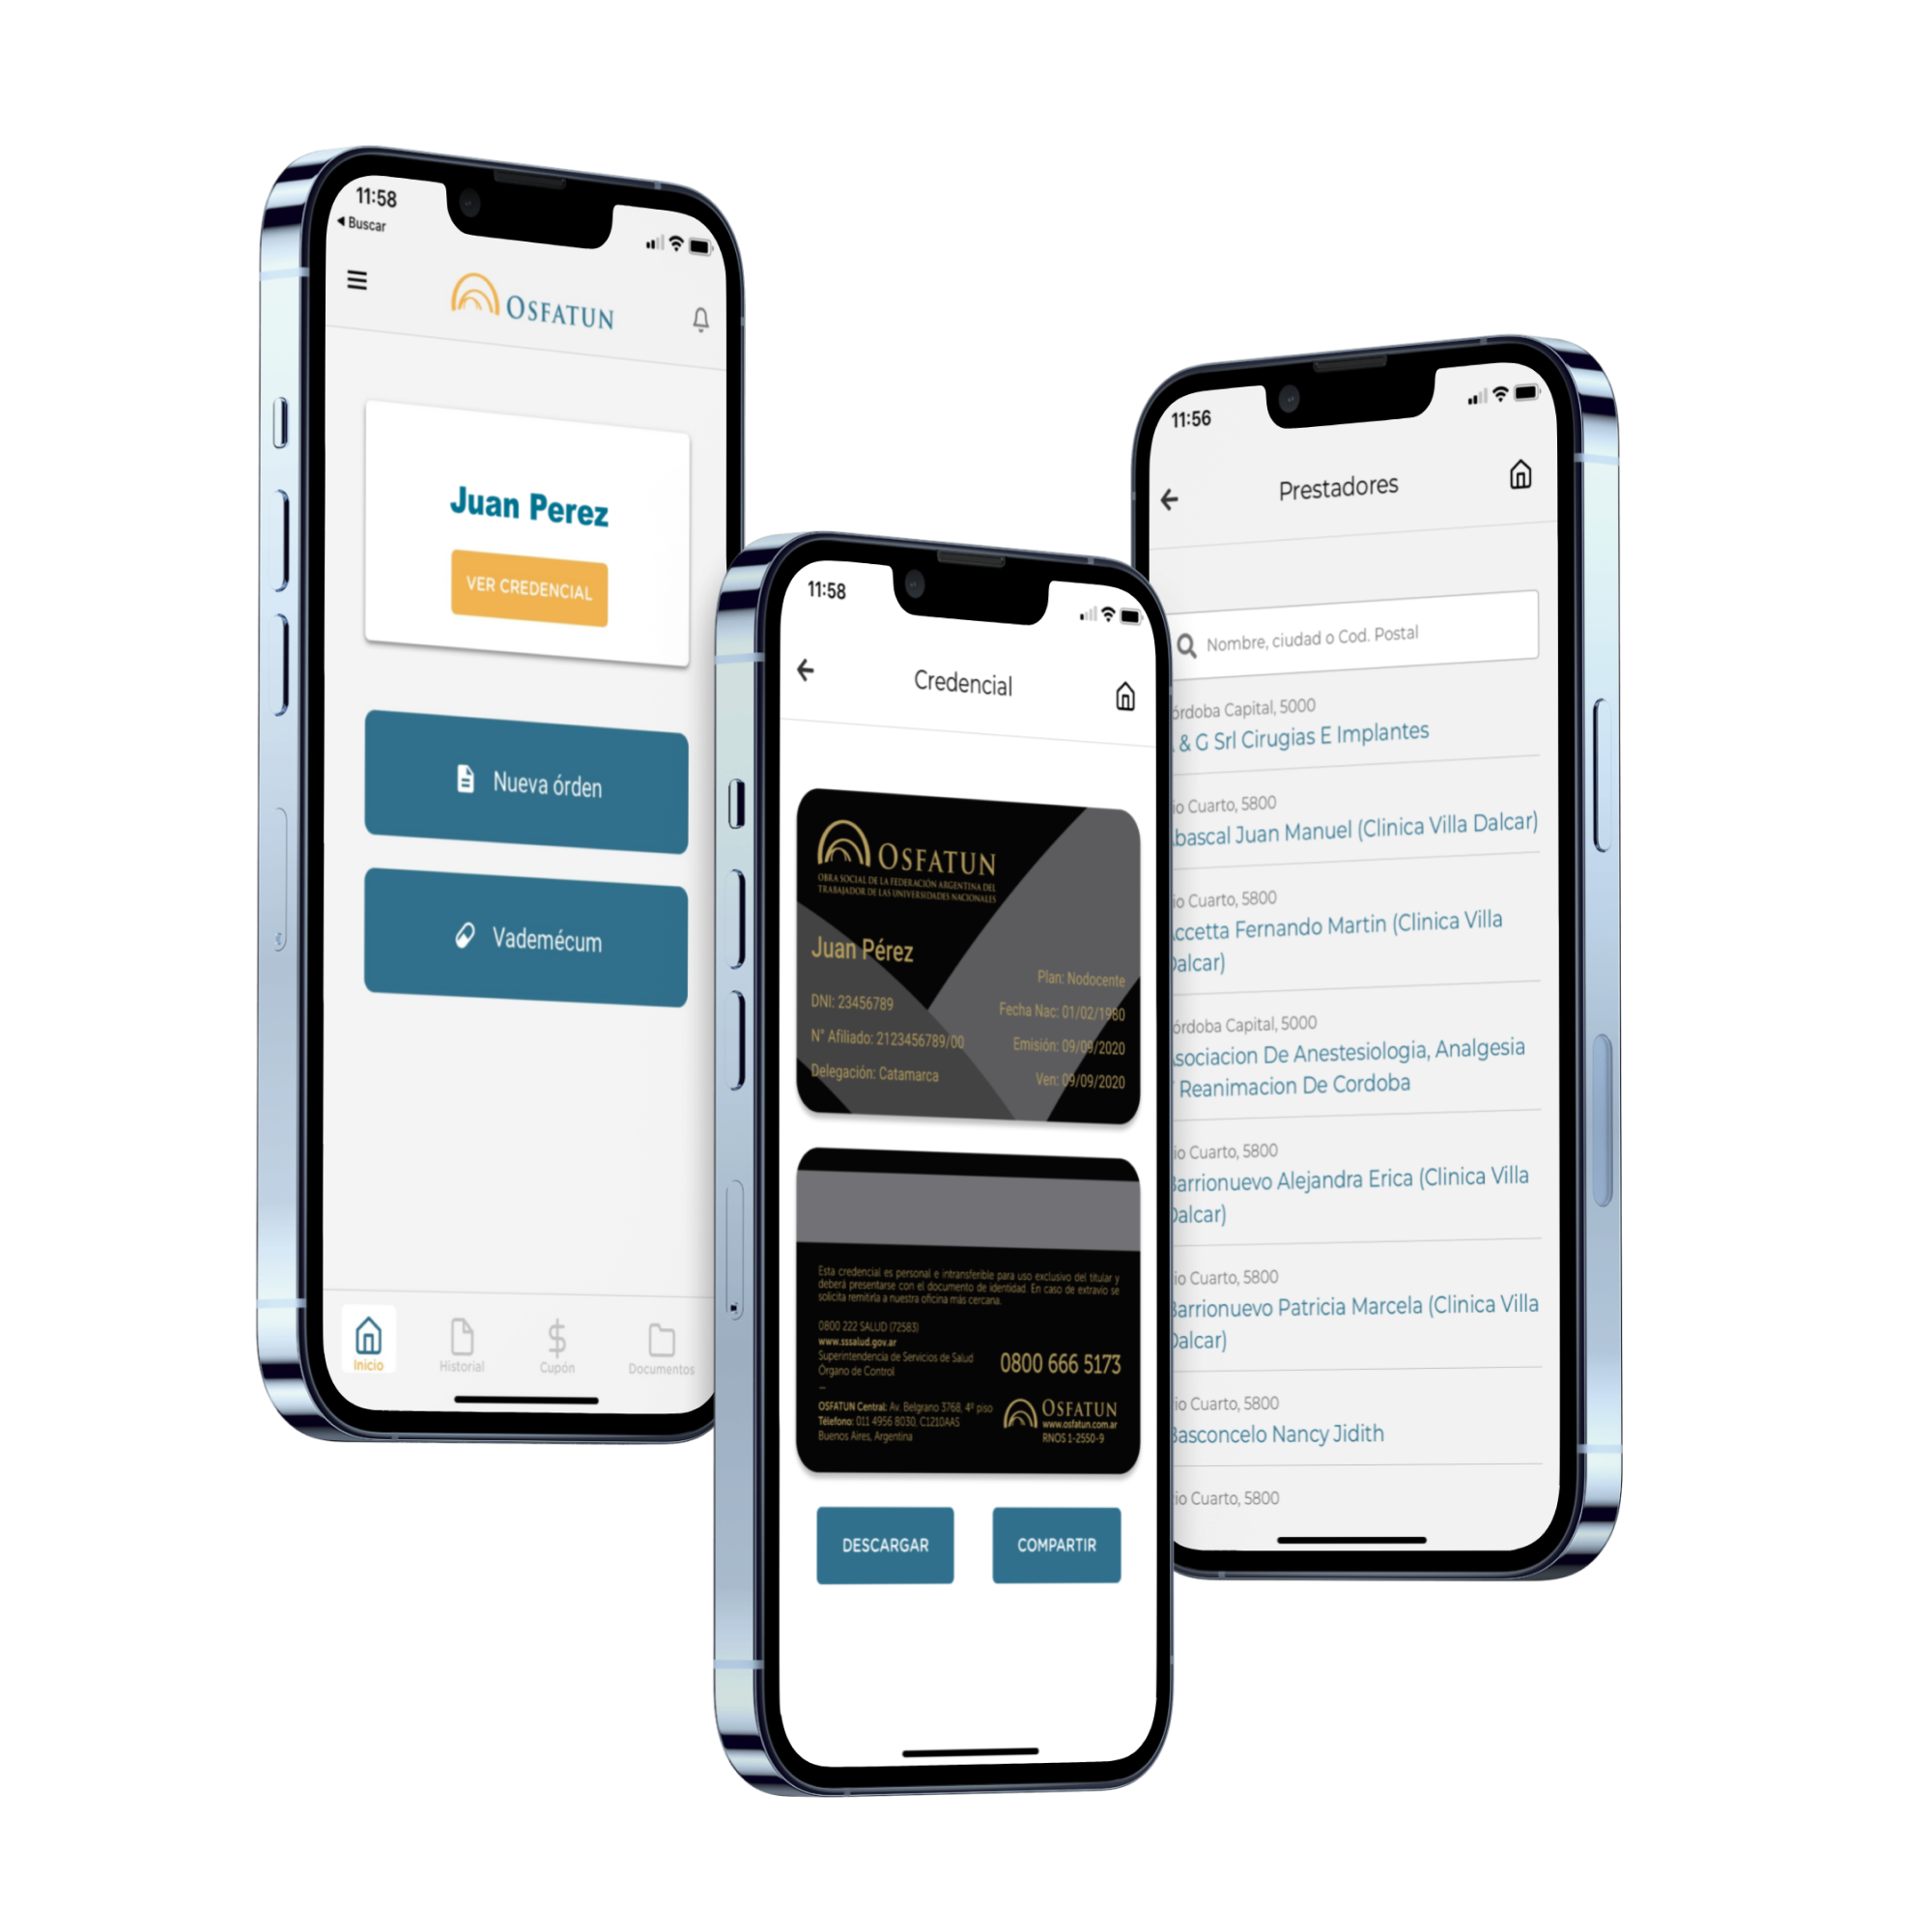 11:58
Buscar
OSFATUN
Juan Perez
VER CREDENCIAL
Nueva órden
Vademécum
Inicio
Historial
Cupón
Documentos
11:58
Credencial
OSFATUN
OBRA SOCIAL DE LA FEDERACIÓN ARGENTINA DEL
TRABAJADOR DE LAS UNIVERSIDADES NACIONALES
Juan Pérez
Plan: Nodocente
DNI: 23456789
Fecha Nac: 01/02/1980
N° Afiliado: 2123456789/00
Emisión: 09/09/2020
Delegación: Catamarca
Ven: 09/09/2020
Esta credencial es personal e intransferible para uso exclusivo del titular y
deberá presentarse con el documento de identidad. En caso de extravío se
solicita remitirla a nuestra oficina más cercana.
0800 222 SALUD (72583)
www.sssalud.gov.ar
Superintendencia de Servicios de Salud
Órgano de Control
—
OSFATUN Central: Av. Belgrano 3768, 4º piso
Télefono: 011 4956 8030, C1210AAS
Buenos Aires, Argentina
0800 666 5173
OSFATUN
www.osfatun.com.ar
RNOS 1-2550-9
DESCARGAR
COMPARTIR
11:56
Prestadores
Nombre, ciudad o Cod. Postal
órdoba Capital, 5000
& G Srl Cirugias E Implantes
io Cuarto, 5800
bascal Juan Manuel (Clinica Villa Dalcar)
io Cuarto, 5800
ccetta Fernando Martin (Clinica Villa
Dalcar)
órdoba Capital, 5000
sociacion De Anestesiologia, Analgesia
Y Reanimacion De Cordoba
io Cuarto, 5800
Barrionuevo Alejandra Erica (Clinica Villa
Dalcar)
io Cuarto, 5800
Barrionuevo Patricia Marcela (Clinica Villa
Dalcar)
io Cuarto, 5800
Basconcelo Nancy Jidith
io Cuarto, 5800